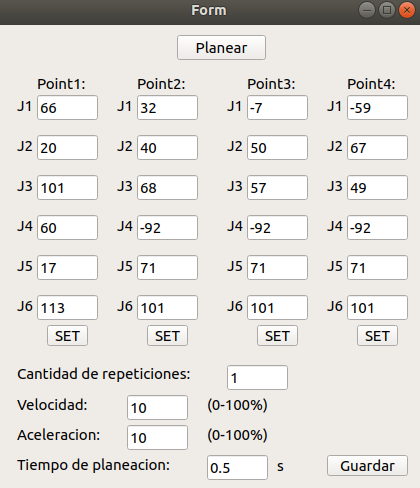 Form
Planear
Point1: Point2: Point3: Point4:
J1 66 J1 32 J1 -7 J1 -59
J2 20 J2 40 J2 50 J2 67
J3 101 J3 68 J3 57 J3 49
J4 60 J4 -92 J4 -92 J4 -92
J5 17 J5 71 J5 71 J5 71
J6 113 J6 101 J6 101 J6 101
SET SET SET SET
Cantidad de repeticiones: 1
Velocidad: 10 (0-100%)
Aceleracion: 10 (0-100%)
Tiempo de planeacion: 0.5 s Guardar